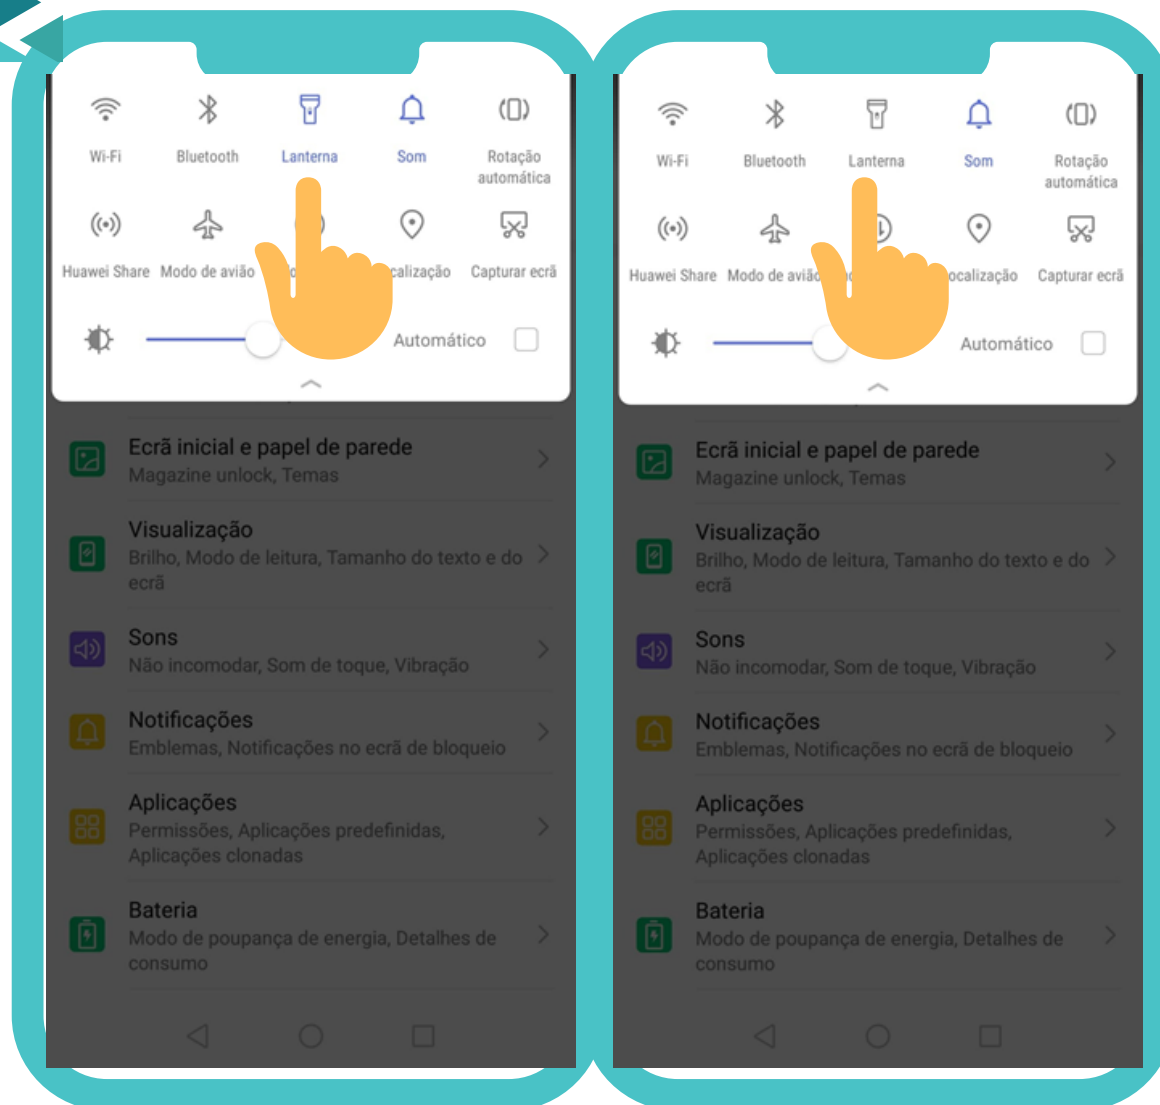 Wi-Fi Bluetooth Lanterna Som Rotação
automática
Huawei Share Modo de avião Capturar ecrã
Automático
Ecrã inicial e papel de parede
Magazine unlock, Temas
Visualização
Brilho, Modo de leitura, Tamanho do texto e do
ecrã
Sons
Não incomodar, Som de toque, Vibração
Notificações
Emblemas, Notificações no ecrã de bloqueio
Aplicações
Permissões, Aplicações predefinidas,
Aplicações clonadas
Bateria
Modo de poupança de energia, Detalhes de
consumo
Wi-Fi Bluetooth Lanterna Som Rotação
automática
Huawei Share Modo de avião ocalização Capturar ecrã
Automático
Ecrã inicial e papel de parede
Magazine unlock, Temas
Visualização
Brilho, Modo de leitura, Tamanho do texto e do
ecrã
Sons
Não incomodar, Som de toque, Vibração
Notificações
Emblemas, Notificações no ecrã de bloqueio
Aplicações
Permissões, Aplicações predefinidas,
Aplicações clonadas
Bateria
Modo de poupança de energia, Detalhes de
consumo